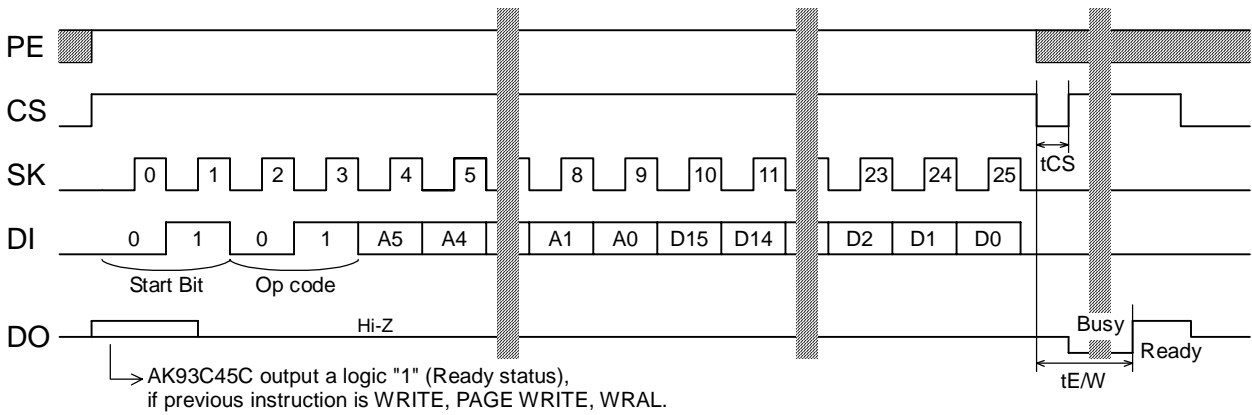 PE
CS
tCS
SK 0 1 2 3 4 5 8 9 10 11 23 24 25
DI 0 1 0 1 A5 A4 A1 A0 D15 D14 D2 D1 D0
Start Bit Op code
DO Hi-Z Busy Ready
tE/W
AK93C45C output a logic "1" (Ready status),
if previous instruction is WRITE, PAGE WRITE, WRAL.